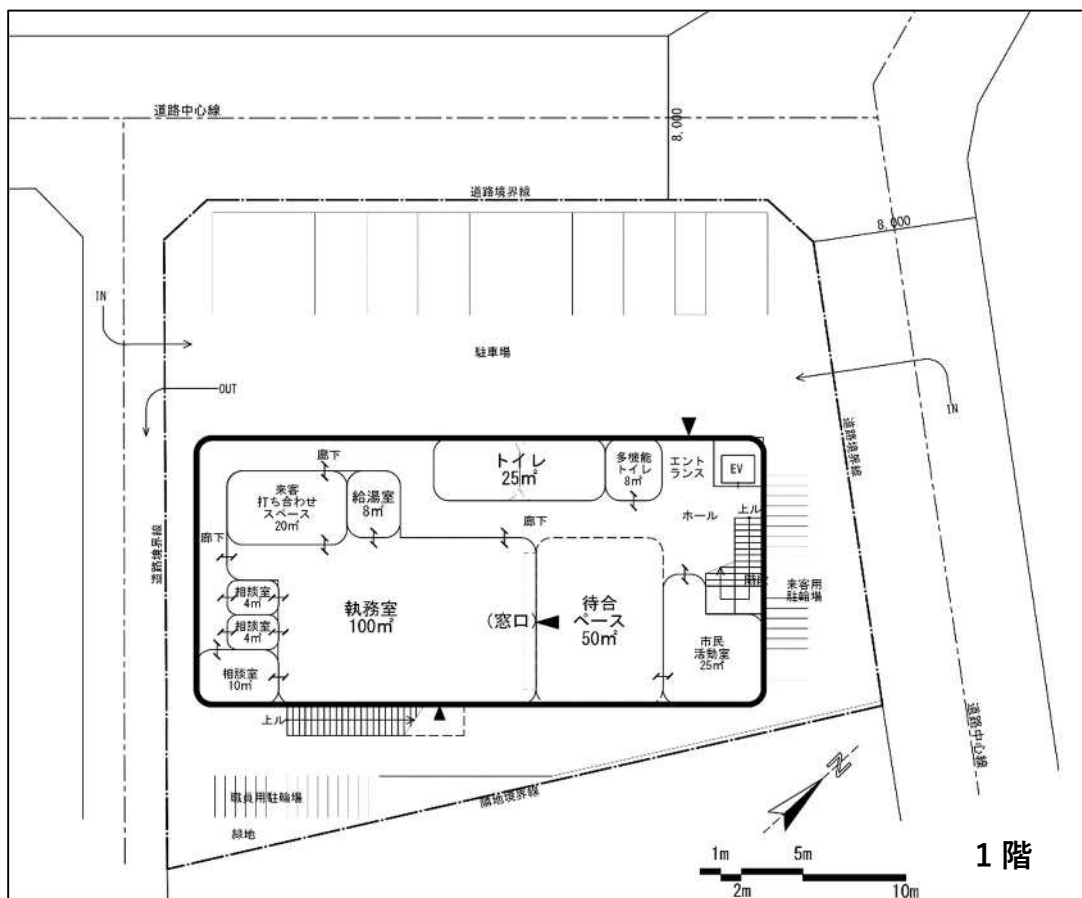 道路中心線
8,000
道路境界線
8,000
IN
駐車場
OUT
IN
道路境界線
廊下
トイレ
25㎡
多機能
トイレ
8㎡
エント
ランス
EV
来客
打ち合わせ
スペース
20㎡
給湯室
8㎡
廊下
ホール
上ル
廊下
道路境界線
階段
来客用
駐輪場
相談室
4㎡
相談室
4㎡
相談室
10㎡
執務室
100㎡
(窓口)
待合
ペース
50㎡
市民
活動室
25㎡
上ル
道路中心線
職員用駐輪場
隣地境界線
緑地
N
1階
1m
5m
2m
10m